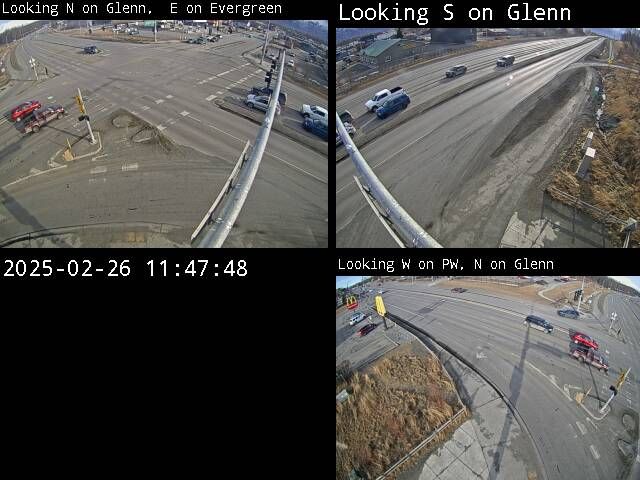 Looking N on Glenn,  E on Evergreen
Looking S on Glenn
2025-02-26 11:47:48
Looking W on PW, N on Glenn